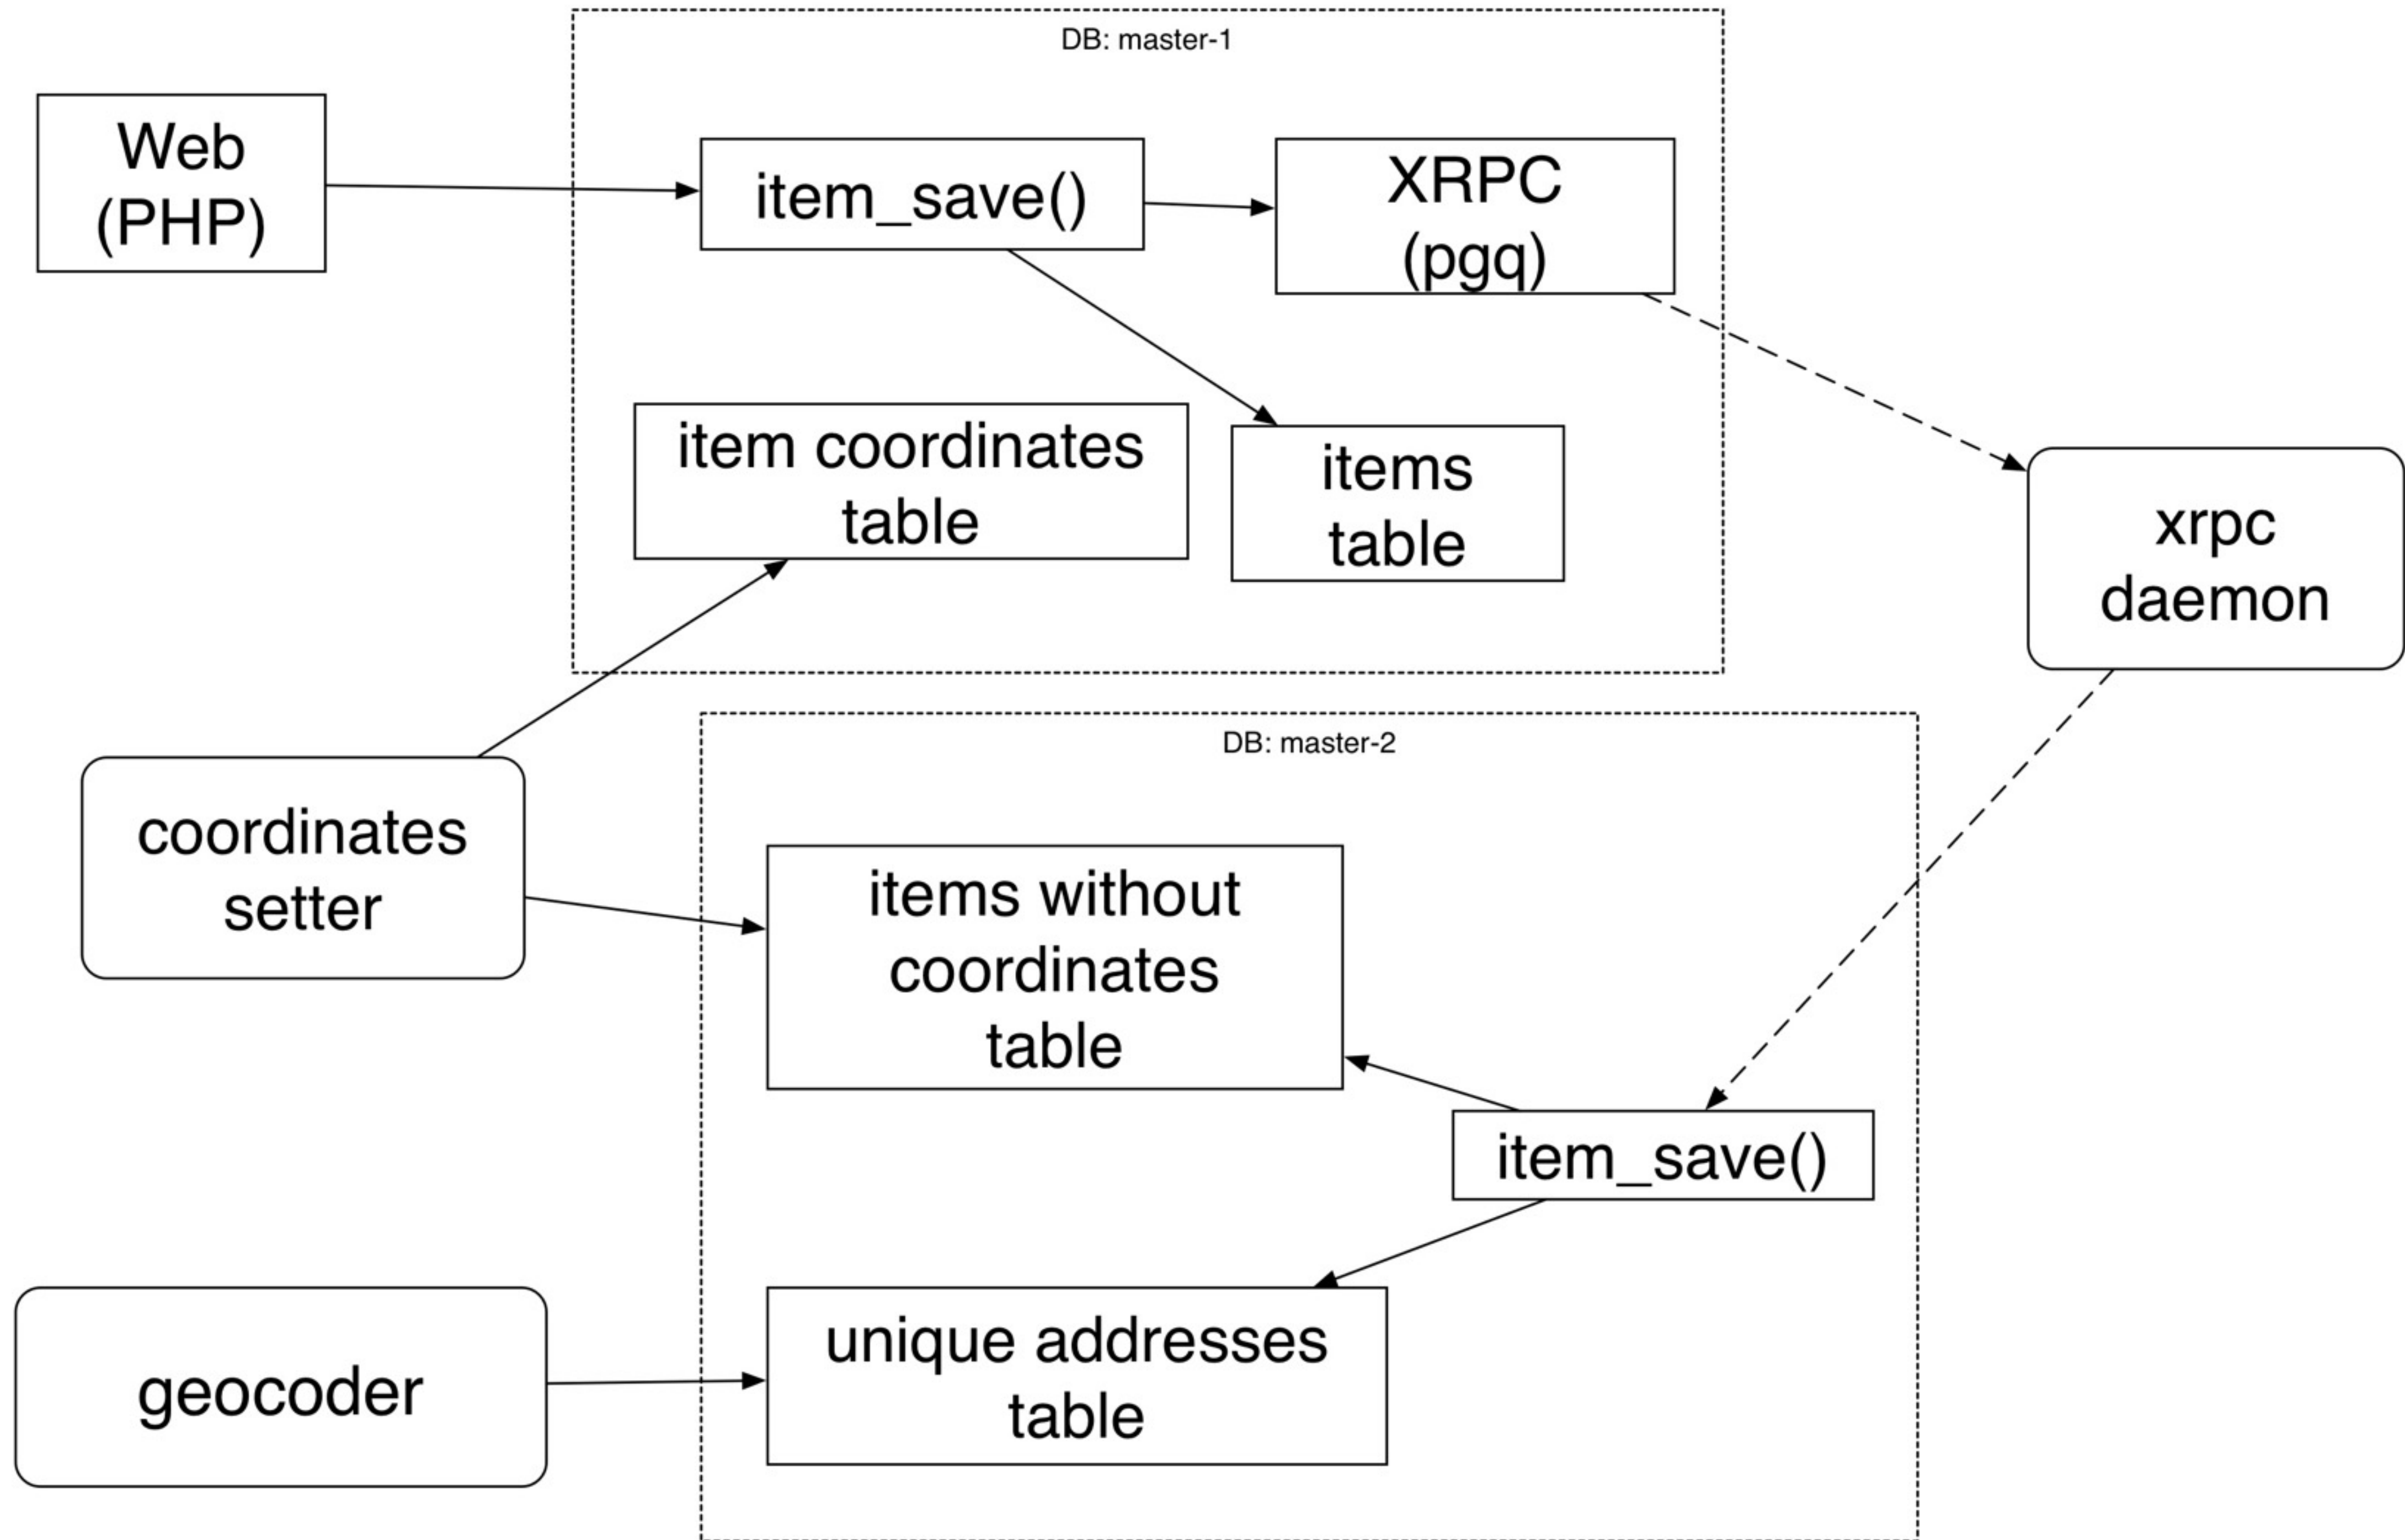 DB: master-1
Web
(PHP)
item_save()
XRPC
(pgq)
item coordinates
table
items
table
xrpc
daemon
DB: master-2
coordinates
setter
items without
coordinates
table
item_save()
unique addresses
table
geocoder